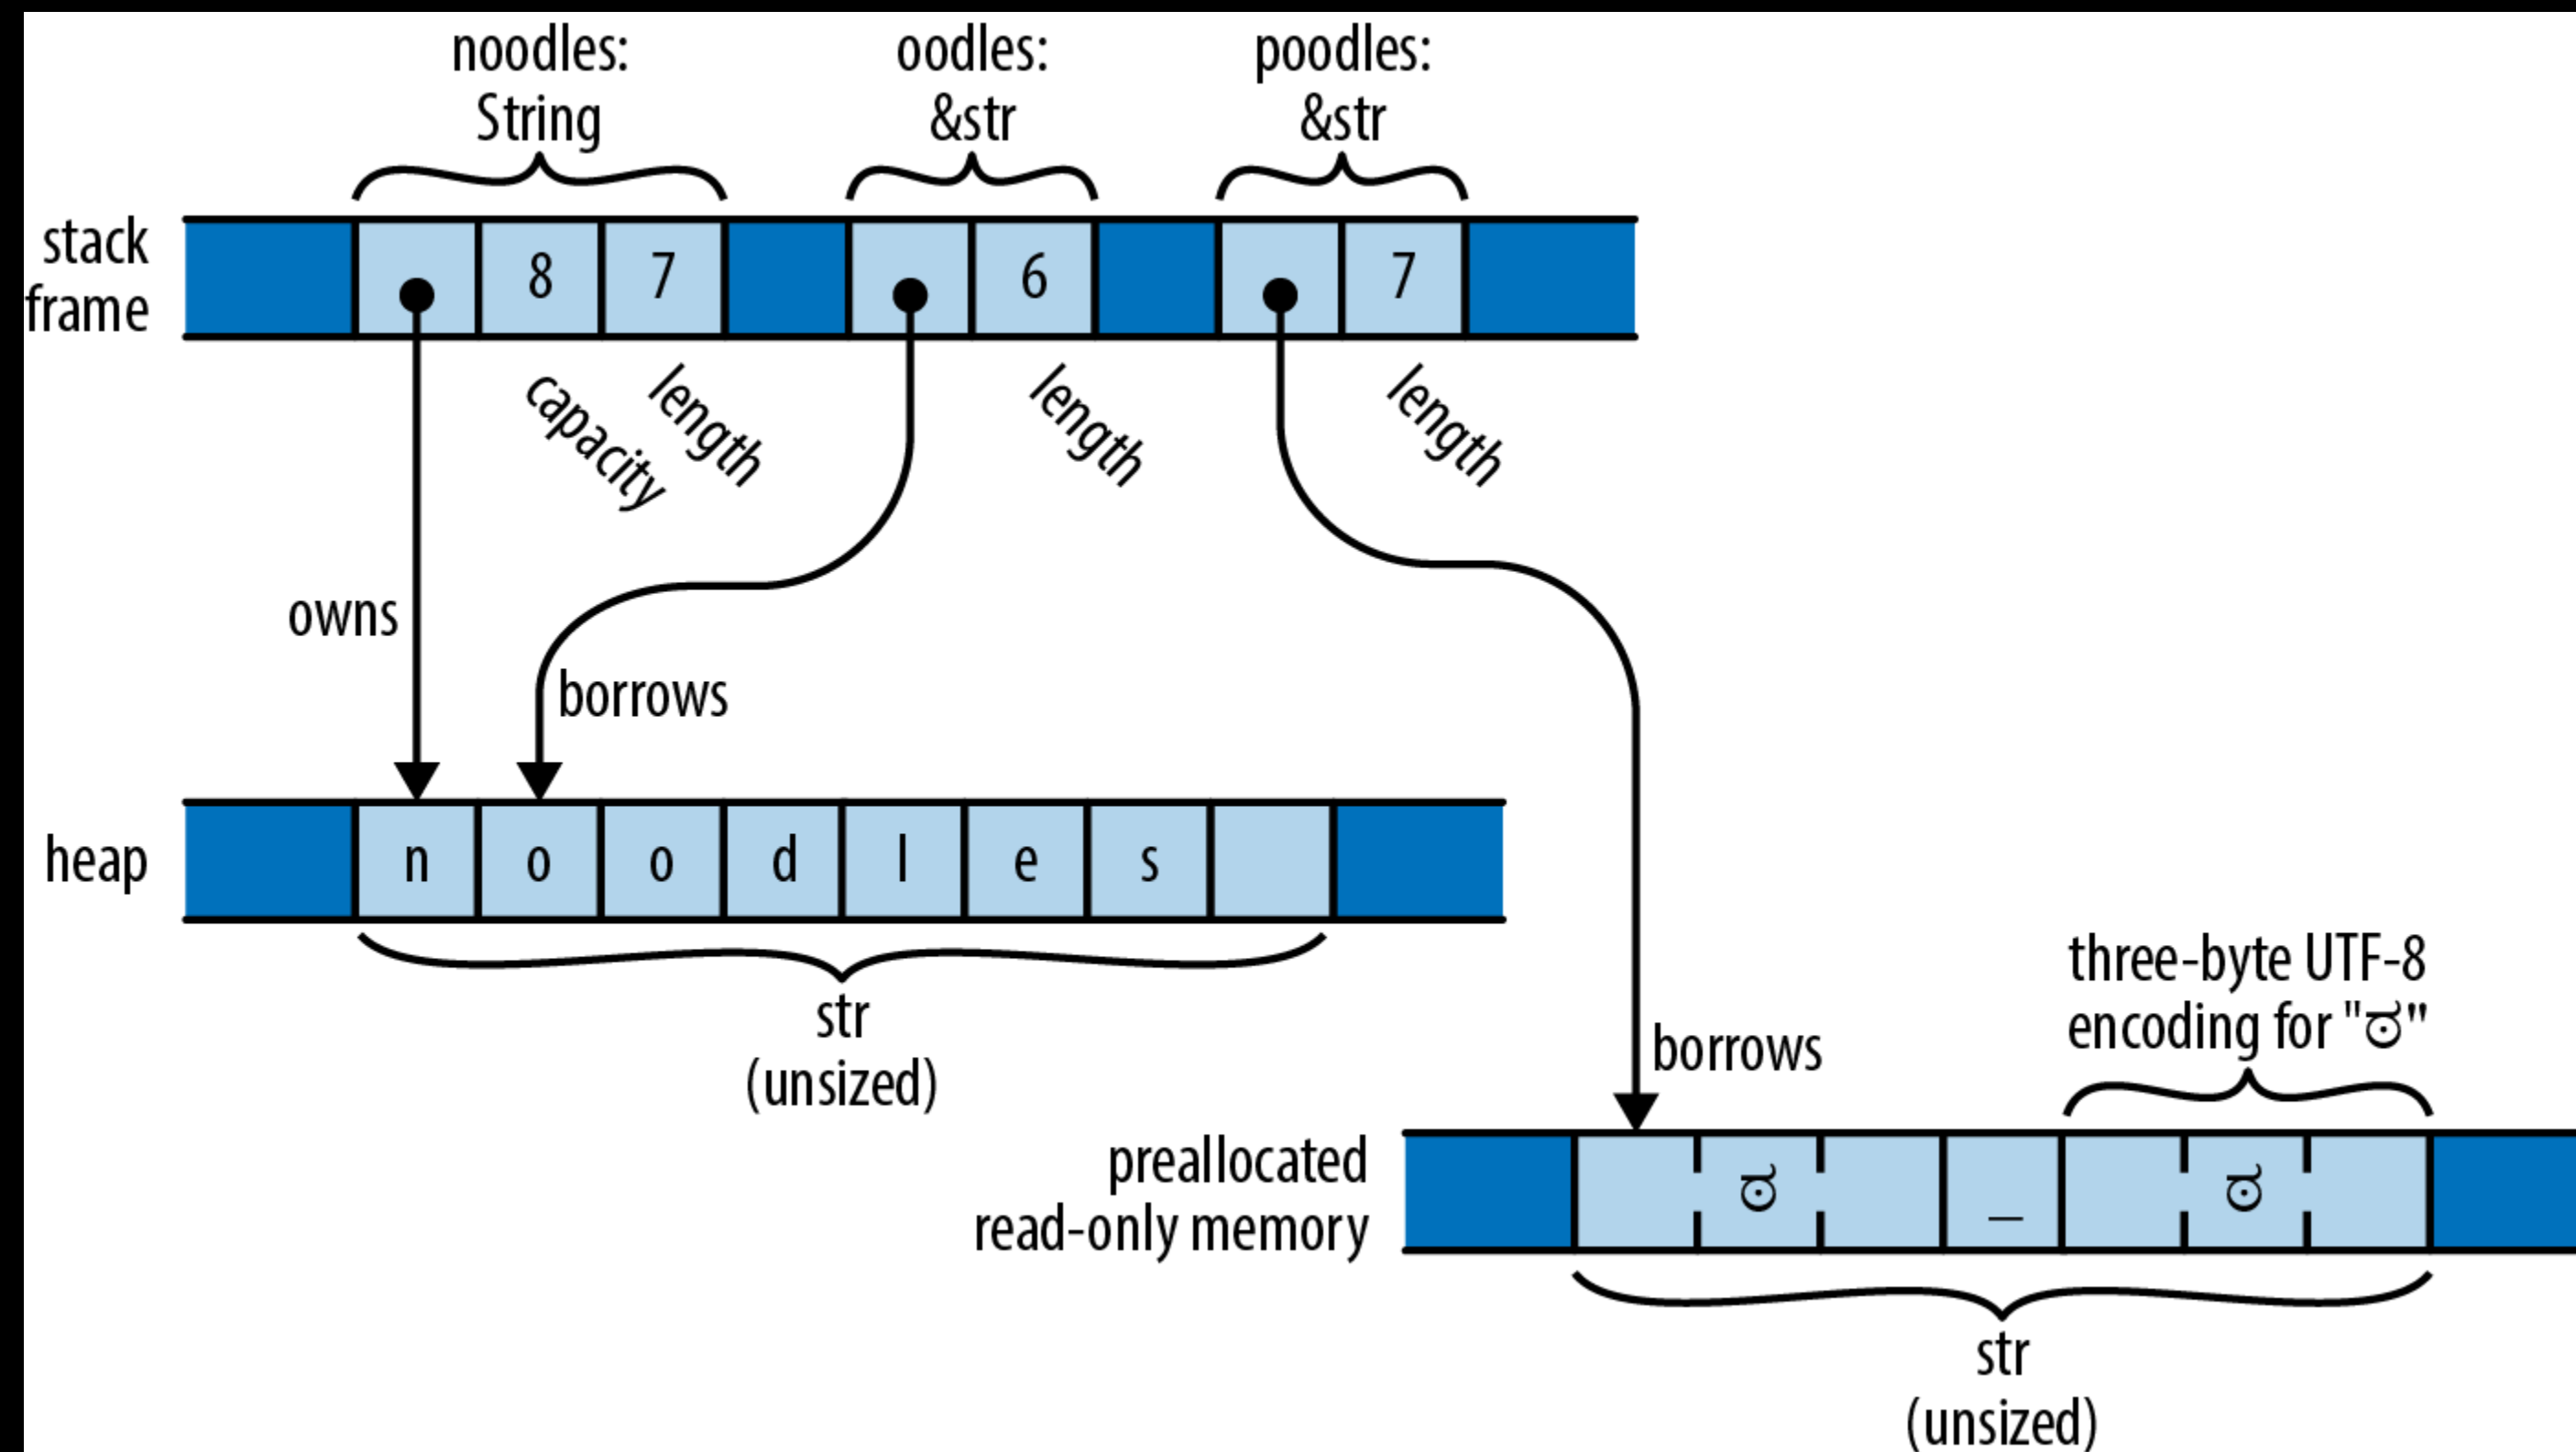 noodles:
String
oodles:
&str
poodles:
&str
stack
frame
8 7 6 7
capacity
length
length
length
owns
borrows
heap
n o o d l e s
str
(unsized)
borrows
three-byte UTF-8
encoding for "ಠ"
preallocated
read-only memory
ಠ _ ಠ
str
(unsized)